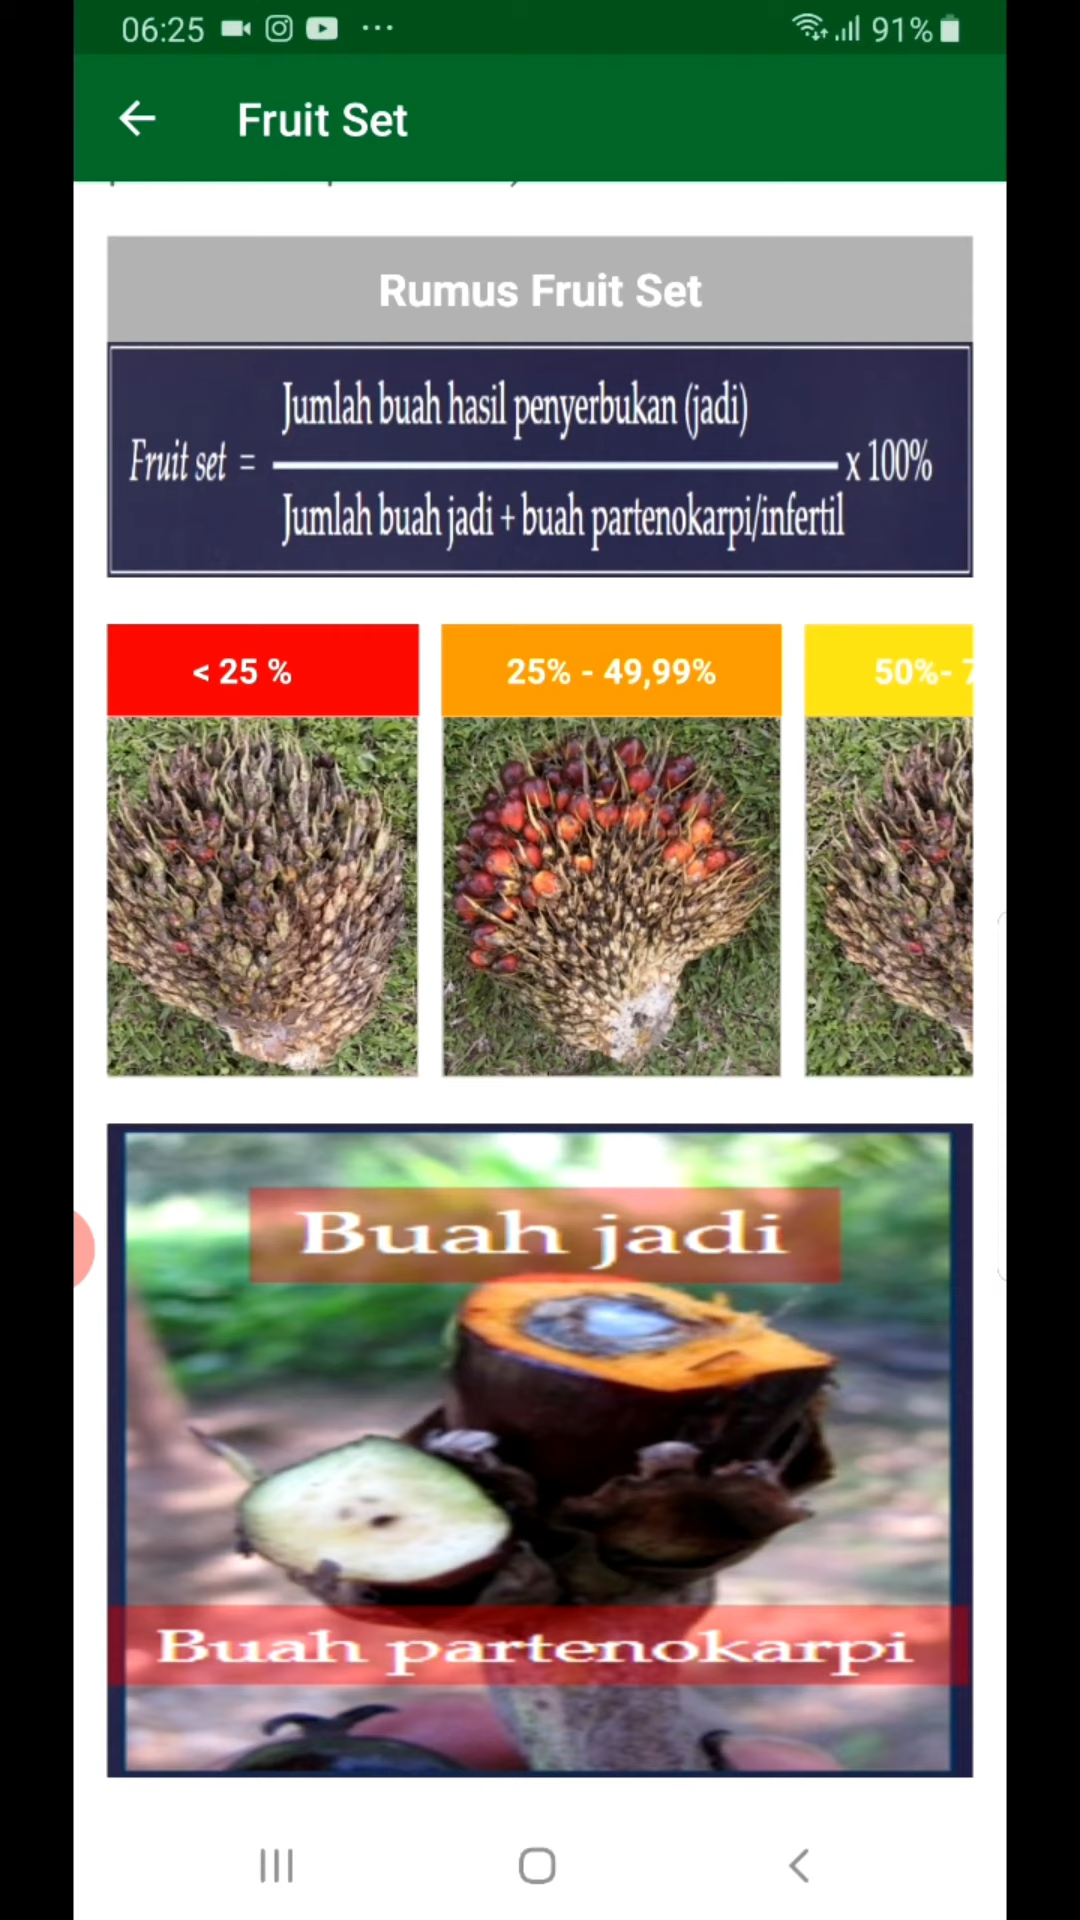 06:25
91%
Fruit Set
Rumus Fruit Set
Jumlah buah hasil penyerbukan (jadi)
Fruit set =
x 100%
Jumlah buah jadi + buah partenokarpi/infertil
< 25 %
25% - 49,99%
50%-
Buah jadi
Buah partenokarpi